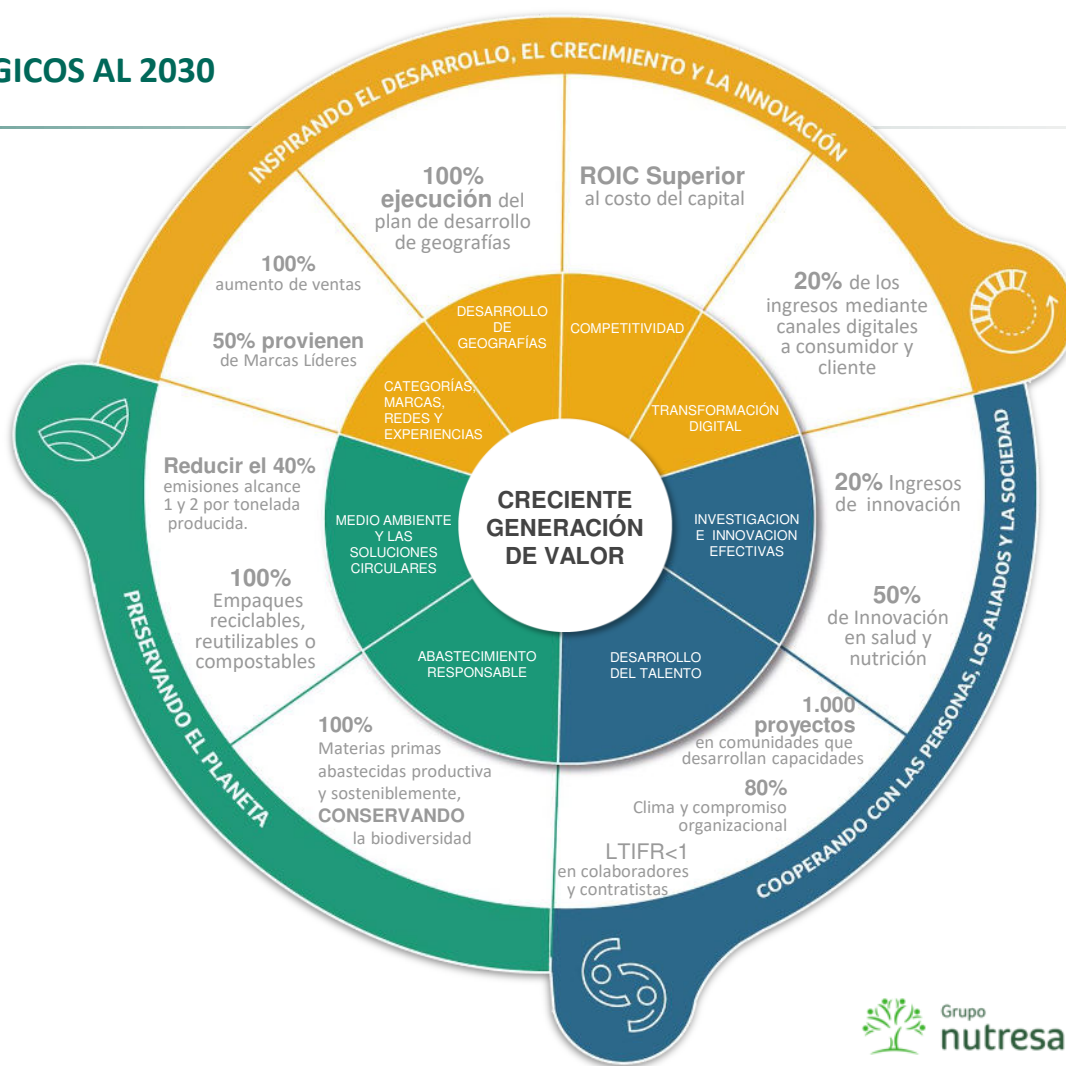 GICOS AL 2030
INSPIRANDO EL DESARROLLO, EL CRECIMIENTO Y LA INNOVACIÓN
100%
ejecución del
plan de desarrollo
de geografías
ROIC Superior
al costo del capital
100%
aumento de ventas
50% provienen
de Marcas Líderes
20% de los
ingresos mediante
canales digitales
a consumidor y
cliente
DESARROLLO
DE
GEOGRAFÍAS
COMPETITIVIDAD
CATEGORÍAS,
MARCAS,
REDES Y
EXPERIENCIAS
TRANSFORMACIÓN
DIGITAL
CRECIENTE
GENERACIÓN
DE VALOR
MEDIO AMBIENTE
Y LAS
SOLUCIONES
CIRCULARES
INVESTIGACION
E INNOVACION
EFECTIVAS
ABASTECIMIENTO
RESPONSABLE
DESARROLLO
DEL TALENTO
Reducir el 40%
emisiones alcance
1 y 2 por tonelada
producida.
100%
Empaques
reciclables,
reutilizables o
compostables
20% Ingresos
de innovación
50%
de Innovación
en salud y
nutrición
100%
Materias primas
abastecidas productiva
y sosteniblemente,
CONSERVANDO
la biodiversidad
1.000
proyectos
en comunidades que
desarrollan capacidades
80%
Clima y compromiso
organizacional
LTIFR<1
en colaboradores
y contratistas
PRESERVANDO EL PLANETA
COOPERANDO CON LAS PERSONAS, LOS ALIADOS Y LA SOCIEDAD
Grupo
nutresa